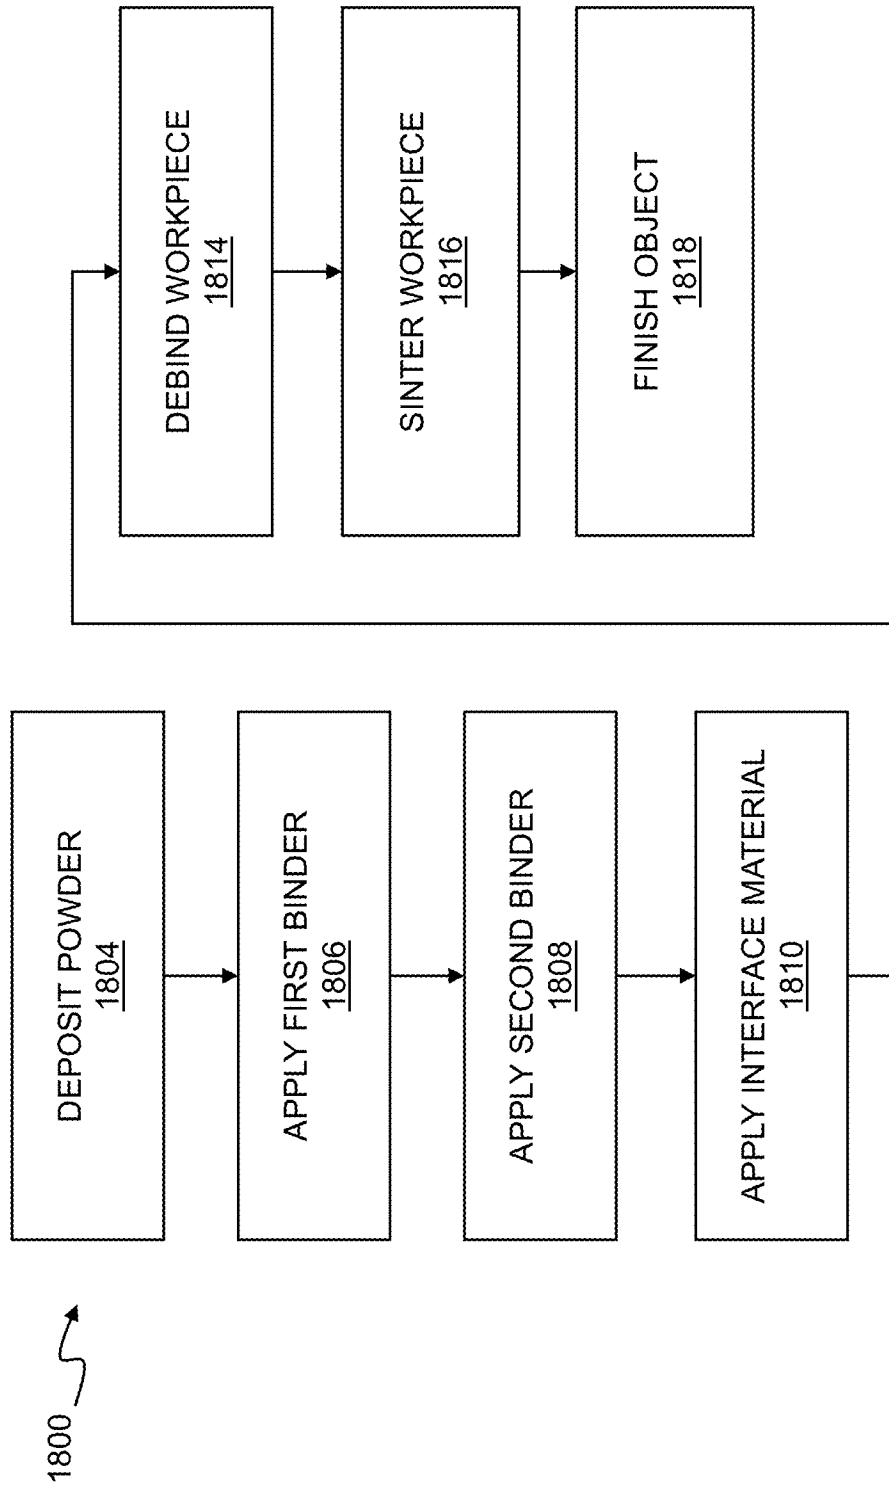 1800
DEPOSIT POWDER
1804
APPLY FIRST BINDER
1806
APPLY SECOND BINDER
1808
APPLY INTERFACE MATERIAL
1810
DEBIND WORKPIECE
1814
SINTER WORKPIECE
1816
FINISH OBJECT
1818